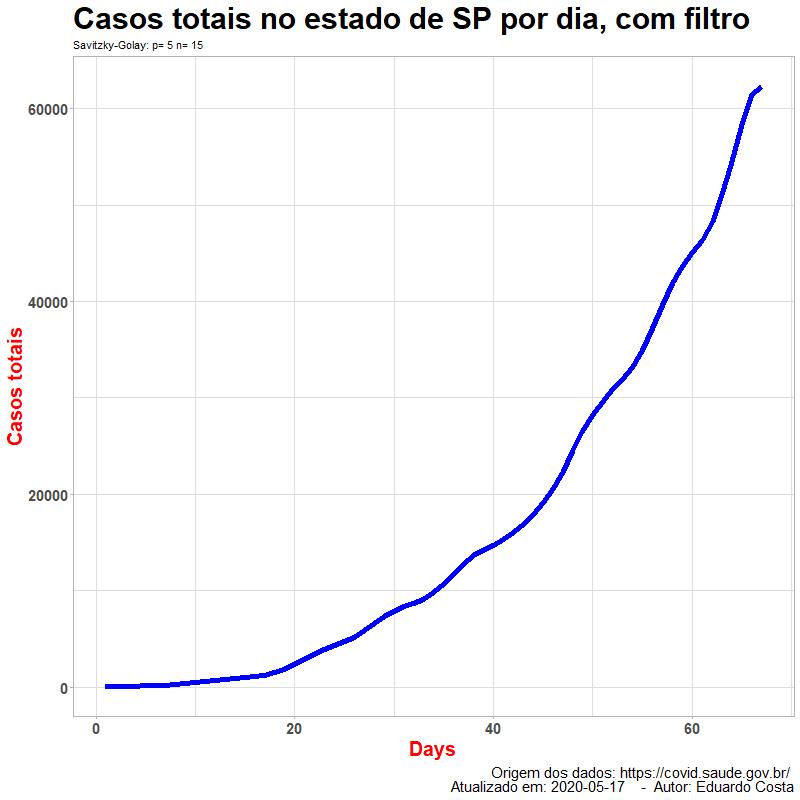 Casos totais no estado de SP por dia, com filtro
Savitzky-Golay: p= 5 n= 15
60000
40000
20000
0
Casos totais
0 20 40 60
Days
Origem dos dados: https://covid.saude.gov.br/
Atualizado em: 2020-05-17 - Autor: Eduardo Costa